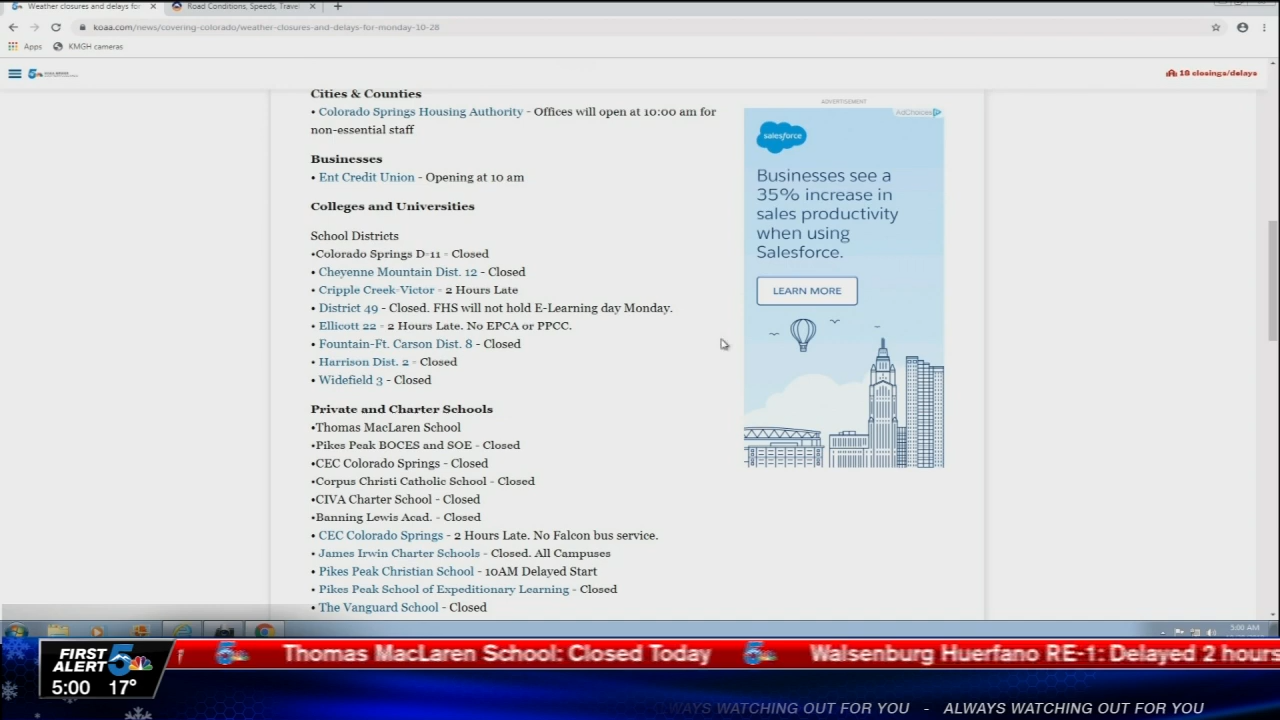 Weather closures and delays for
Road Conditions, Speeds, Travel
koaa.com/news/covering-colorado/weather-closures-and-delays-for-monday-10-28
Apps
KMGH cameras
5
18 closings/delays
Cities & Counties
• Colorado Springs Housing Authority - Offices will open at 10:00 am for
non-essential staff
Businesses
• Ent Credit Union - Opening at 10 am
Colleges and Universities
School Districts
•Colorado Springs D-11 - Closed
• Cheyenne Mountain Dist. 12 - Closed
• Cripple Creek-Victor - 2 Hours Late
• District 49 - Closed. FHS will not hold E-Learning day Monday.
• Ellicott 22 - 2 Hours Late. No EPCA or PPCC.
• Fountain-Ft. Carson Dist. 8 - Closed
• Harrison Dist. 2 - Closed
• Widefield 3 - Closed
Private and Charter Schools
•Thomas MacLaren School
•Pikes Peak BOCES and SOE - Closed
•CEC Colorado Springs - Closed
•Corpus Christi Catholic School - Closed
•CIVA Charter School - Closed
•Banning Lewis Acad. - Closed
• CEC Colorado Springs - 2 Hours Late. No Falcon bus service.
• James Irwin Charter Schools - Closed. All Campuses
• Pikes Peak Christian School - 10AM Delayed Start
• Pikes Peak School of Expeditionary Learning - Closed
• The Vanguard School - Closed
ADVERTISEMENT
AdChoices
salesforce
Businesses see a
35% increase in
sales productivity
when using
Salesforce.
LEARN MORE
5:00 AM
FIRST
ALERT 5
5:00 17°
5 Thomas MacLaren School: Closed Today 5 Walsenburg Huerfano RE-1: Delayed 2 hours
WAYS WATCHING OUT FOR YOU - ALWAYS WATCHING OUT FOR YOU